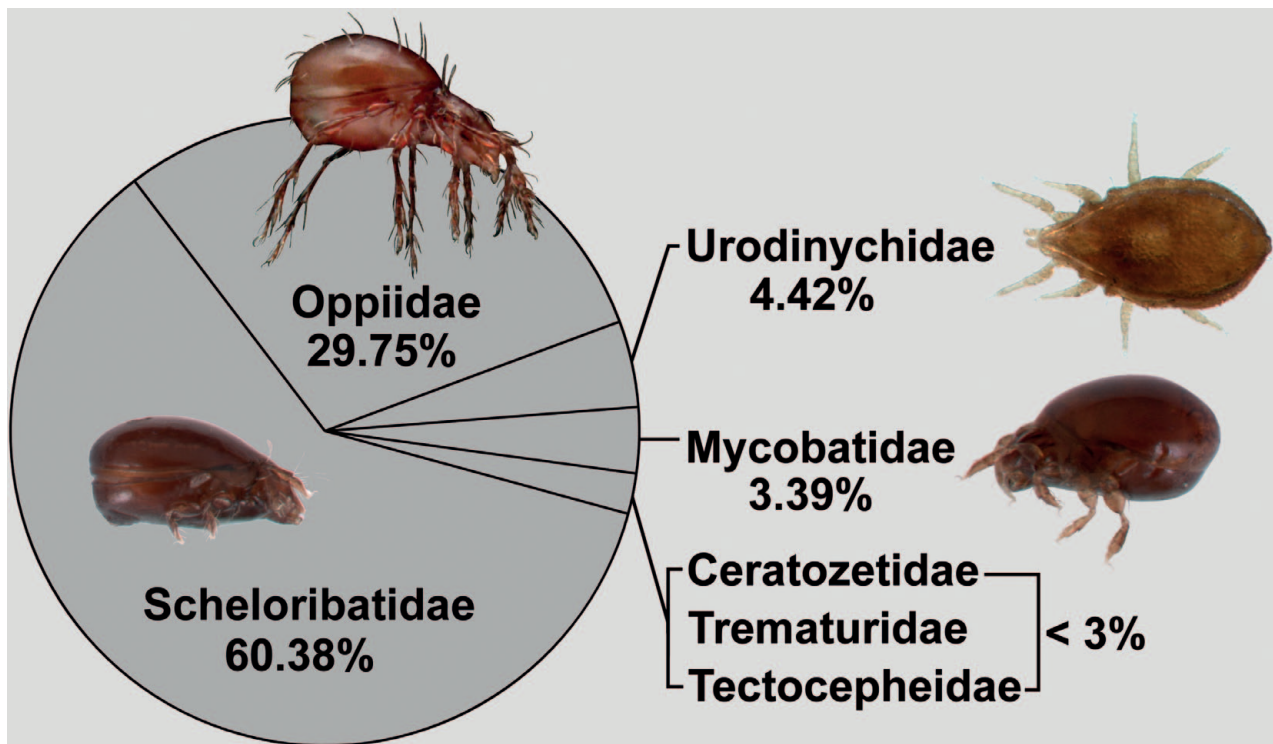 Oppiidae
29.75%
Urodinychidae
4.42%
Mycobatidae
3.39%
Scheloribatidae
60.38%
Ceratozetidae
Trematuridae
Tectocepheidae
< 3%